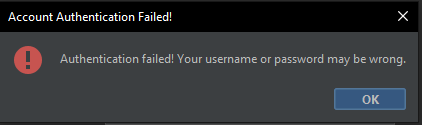 Account Authentication Failed!
Authentication failed! Your username or password may be wrong.
OK